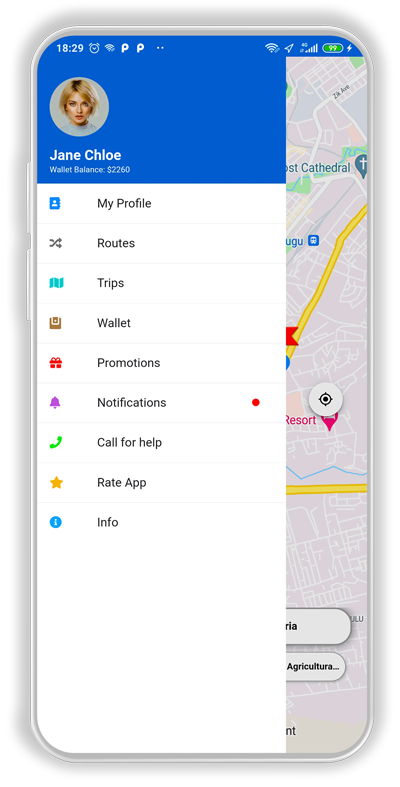 18:29
4G
99
Zik Ave
Jane Chloe
Wallet Balance: $2260
ost Cathedral
My Profile
Routes
ugu
Trips
Wallet
Promotions
Notifications
Resort
Call for help
Rate App
Info
ULU
ria
Agricultura...
nt